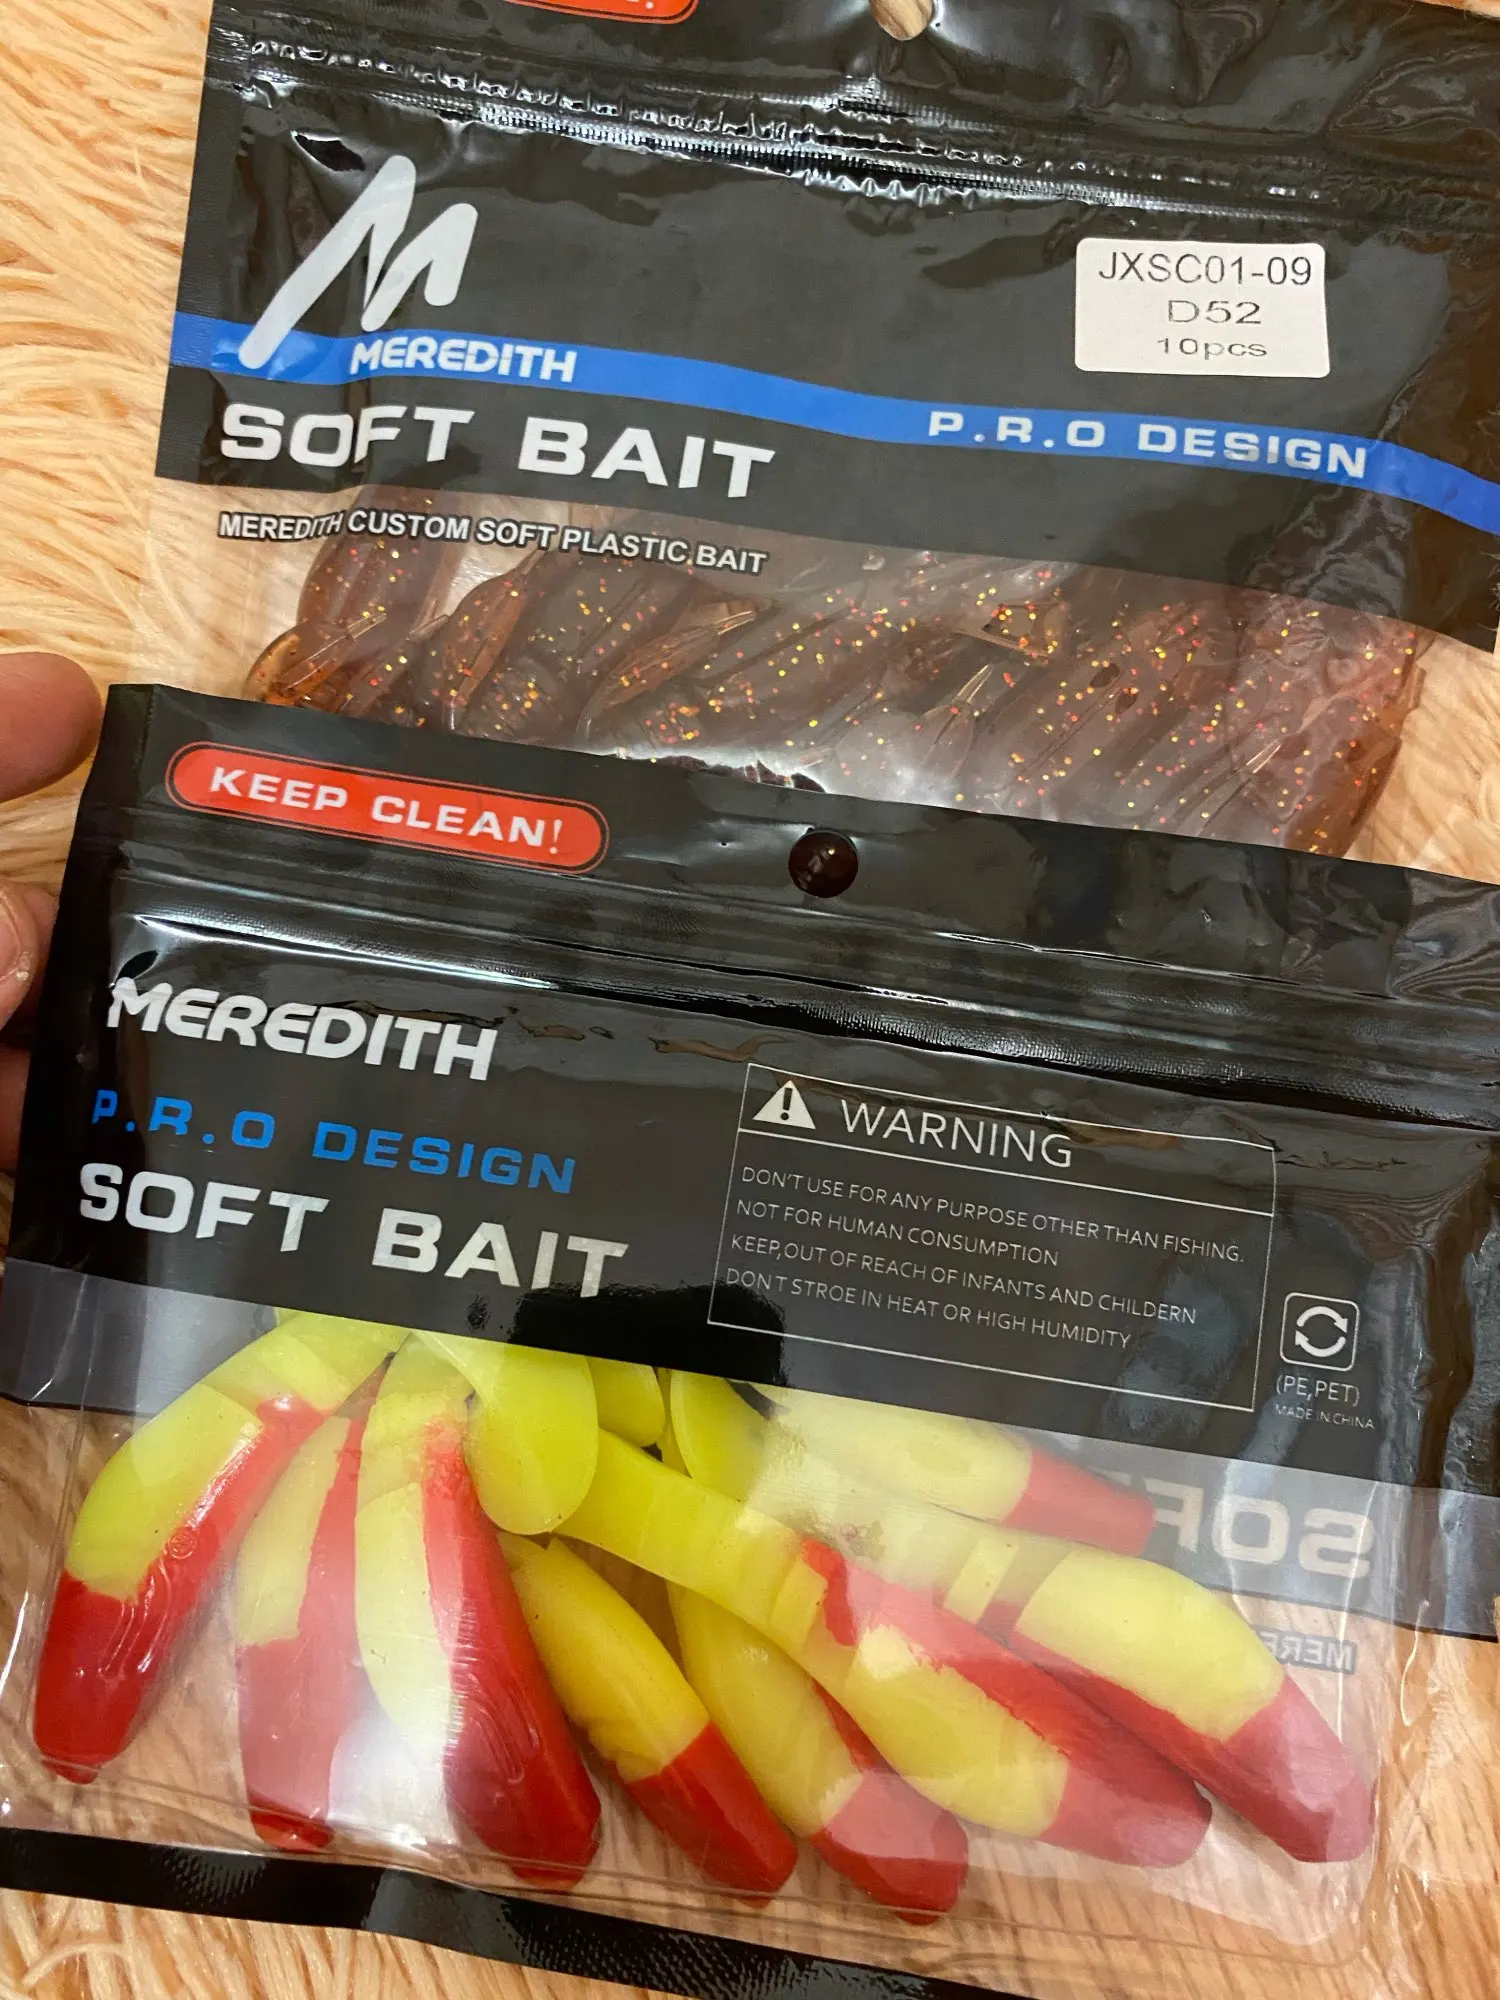 JXSC01-09
D52
10pcs
MEREDITH
P.R.O DESIGN
SOFT BAIT
MEREDITH CUSTOM SOFT PLASTIC BAIT
KEEP CLEAN!
MEREDITH
P.R.O DESIGN
SOFT BAIT
WARNING
DON'T USE FOR ANY PURPOSE OTHER THAN FISHING.
NOT FOR HUMAN CONSUMPTION
KEEP,OUT OF REACH OF INFANTS AND CHILDERN
DON'T STROE IN HEAT OR HIGH HUMIDITY
(PE,PET)
MADE IN CHINA
SOF
MERE